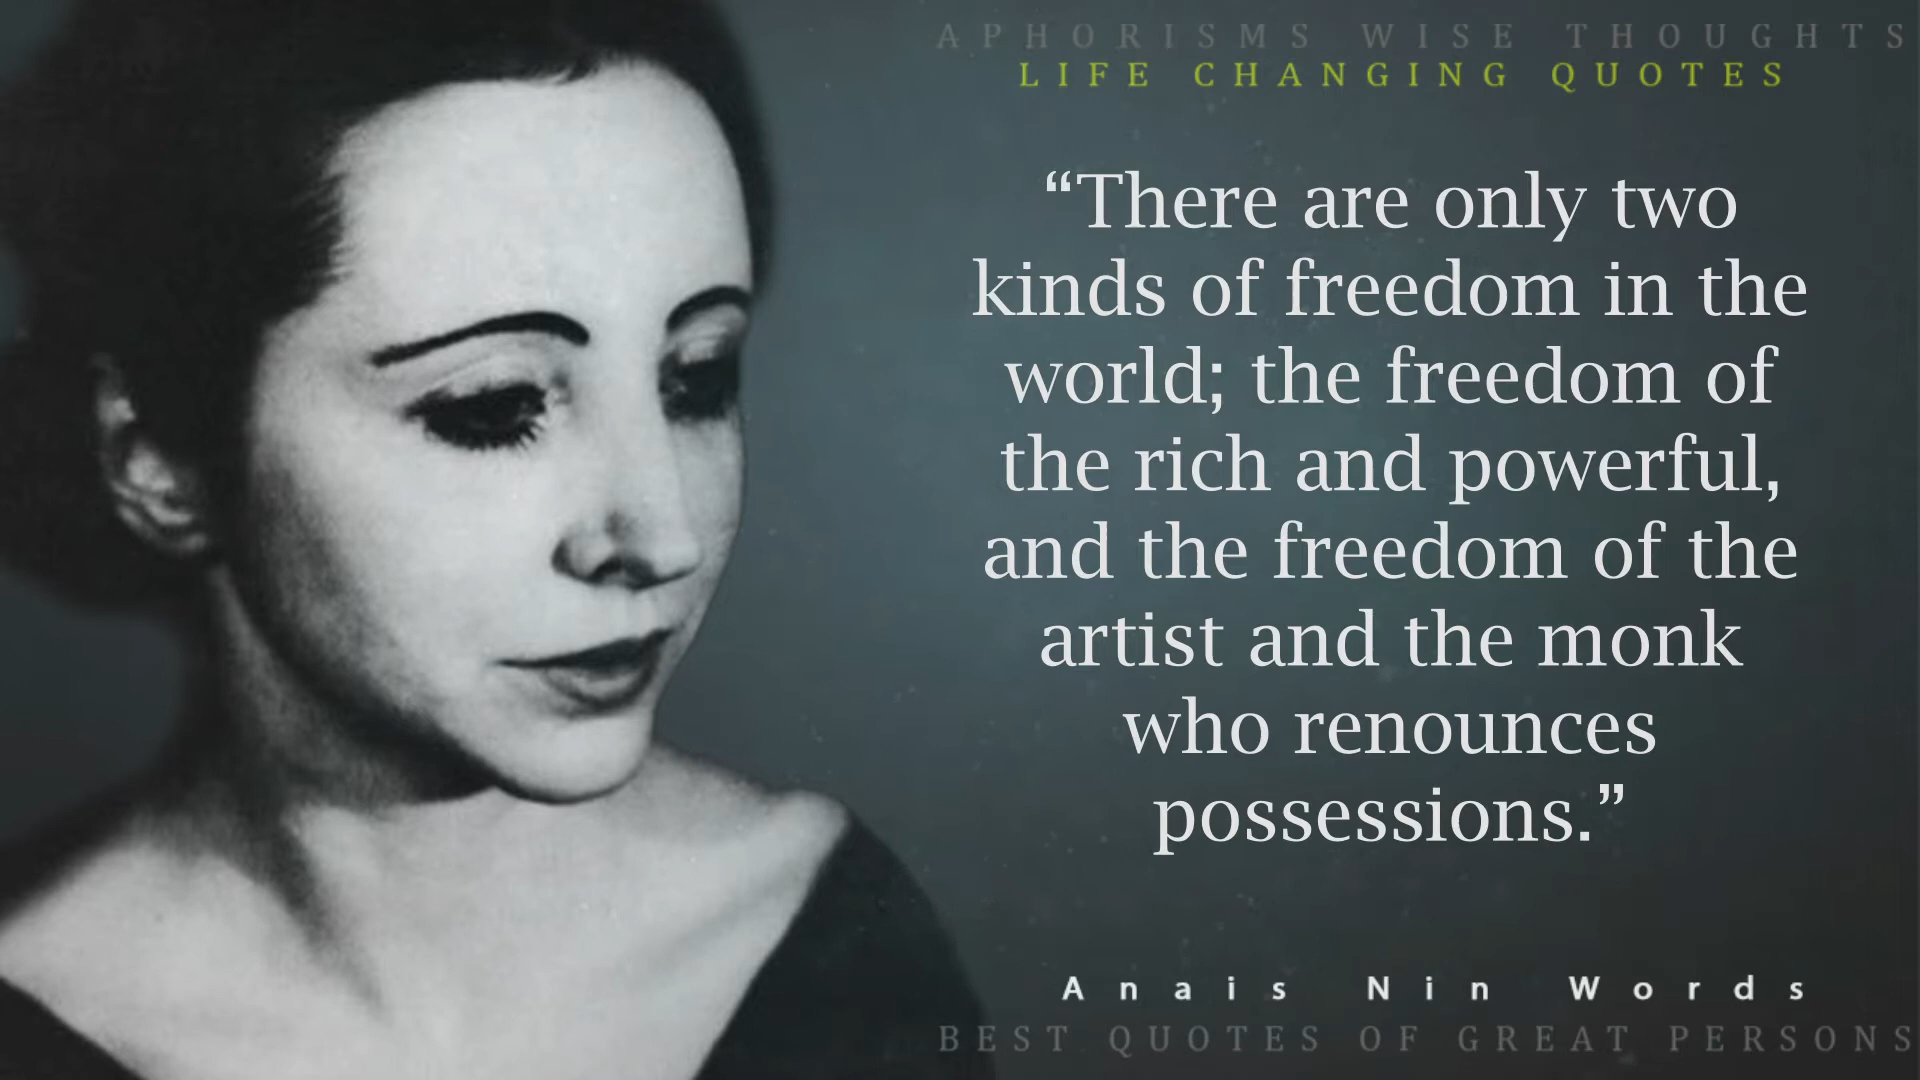 APHORISMS WISE THOUGHTS
LIFE CHANGING QUOTES
“There are only two
kinds of freedom in the
world; the freedom of
the rich and powerful,
and the freedom of the
artist and the monk
who renounces
possessions.”
Anais Nin Words
BEST QUOTES OF GREAT PERSONS